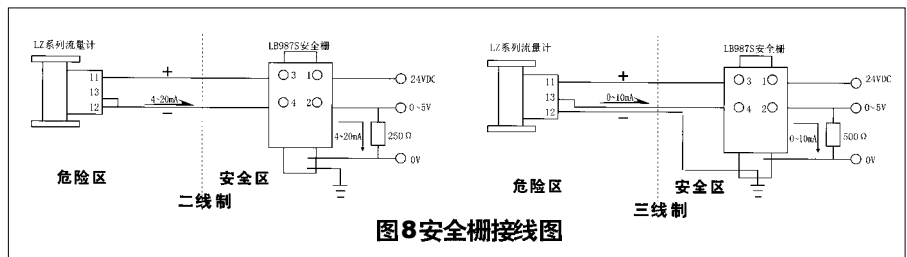 LZ系列流量计
LB987S安全栅
11
13
12
+
4~20mA
−
3 1
4 2
4~20mA
24VDC
0~5V
250Ω
0V
危险区
安全区
二线制
LZ系列流量计
LB987S安全栅
11
13
12
+
0~10mA
−
3 1
4 2
0~10mA
24VDC
0~5V
500Ω
0V
危险区
安全区
三线制
图8安全栅接线图